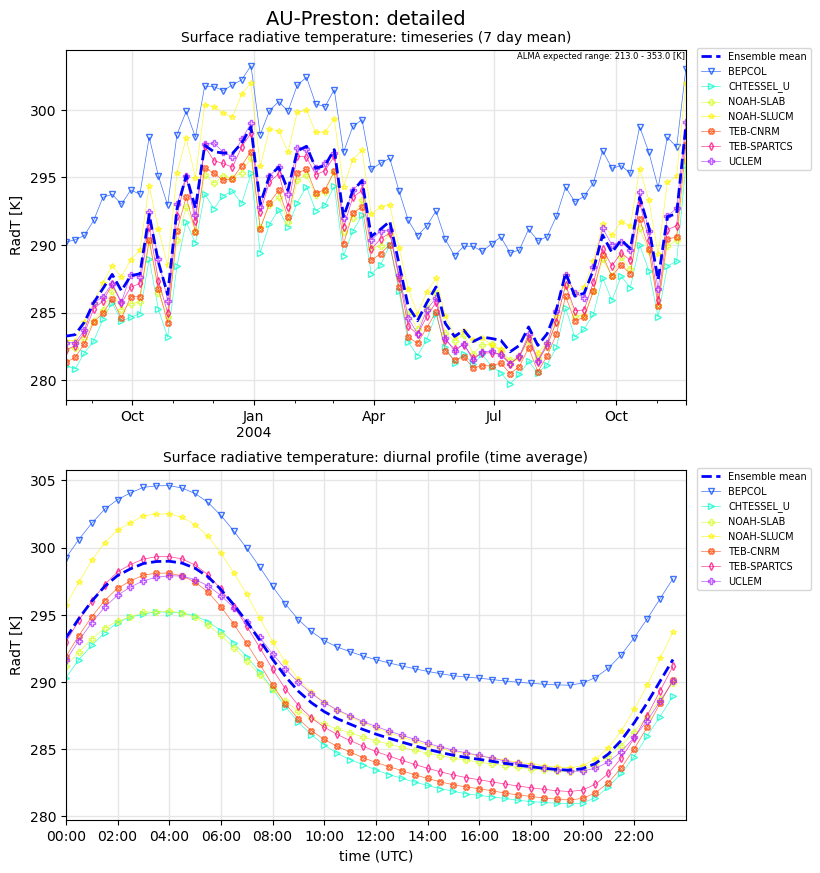 AU-Preston: detailed
Surface radiative temperature: timeseries (7 day mean)
ALMA expected range: 213.0 - 353.0 [K]
RadT [K]
300
295
290
285
280
Oct
Jan
2004
Apr
Jul
Oct
Ensemble mean
BEPCOL
CHTESSEL_U
NOAH-SLAB
NOAH-SLUCM
TEB-CNRM
TEB-SPARTCS
UCLEM
Surface radiative temperature: diurnal profile (time average)
RadT [K]
305
300
295
290
285
280
00:00
02:00
04:00
06:00
08:00
10:00
12:00
14:00
16:00
18:00
20:00
22:00
time (UTC)
Ensemble mean
BEPCOL
CHTESSEL_U
NOAH-SLAB
NOAH-SLUCM
TEB-CNRM
TEB-SPARTCS
UCLEM